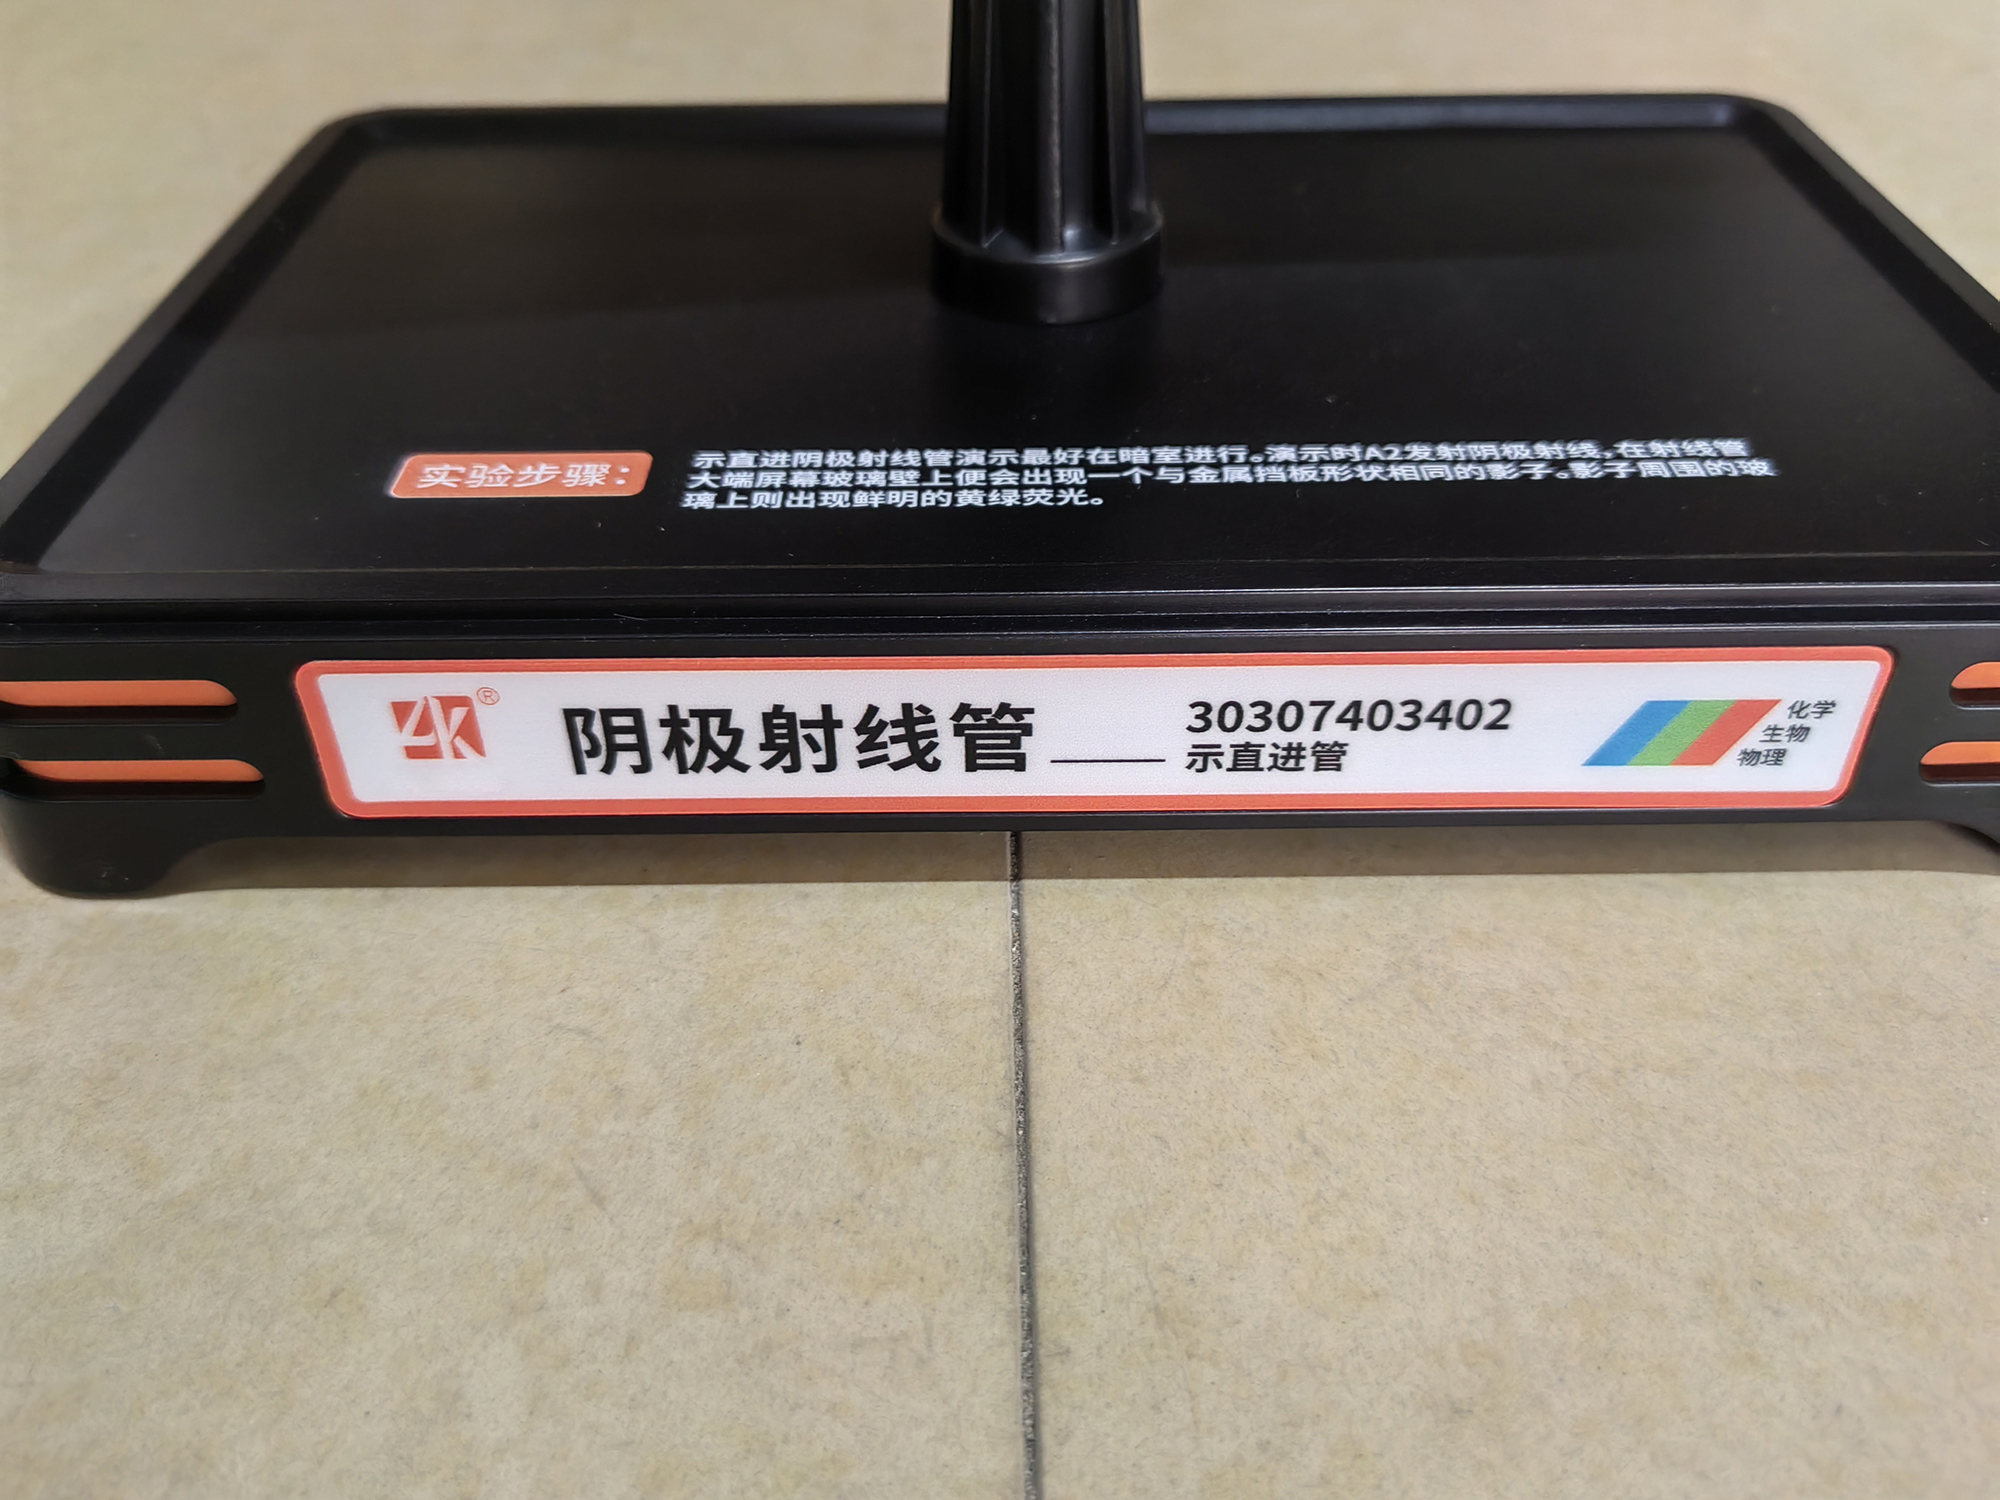 实验步骤：
示直进阴极射线管演示最好在暗室进行。演示时A2发射阴极射线，在射线管
大端屏幕玻璃壁上便会出现一个与金属挡板形状相同的影子。影子周围的玻
璃上则出现鲜明的黄绿荧光。
ZK®
阴极射线管
30307403402
示直进管
化学
生物
物理